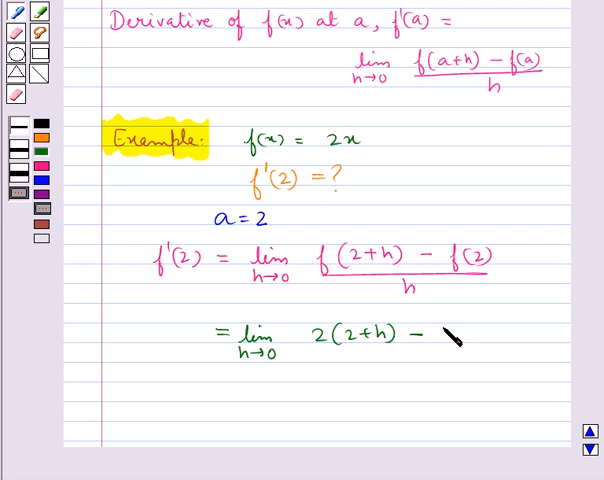 Derivative of f(x) at a, f'(a) =
lim h→0 f(a+h) - f(a) / h
Example: f(x) = 2x
f'(2) = ?
a = 2
f'(2) = lim h→0 f(2+h) - f(2) / h
= lim h→0 2(2+h) -